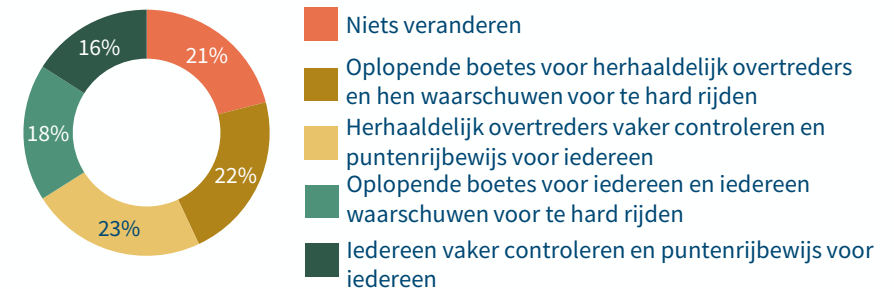 16%
21%
18%
22%
23%
Niets veranderen
Oplopende boetes voor herhaaldelijk overtreders
en hen waarschuwen voor te hard rijden
Herhaaldelijk overtreders vaker controleren en
puntenrijbewijs voor iedereen
Oplopende boetes voor iedereen en iedereen
waarschuwen voor te hard rijden
Iedereen vaker controleren en puntenrijbewijs voor
iedereen